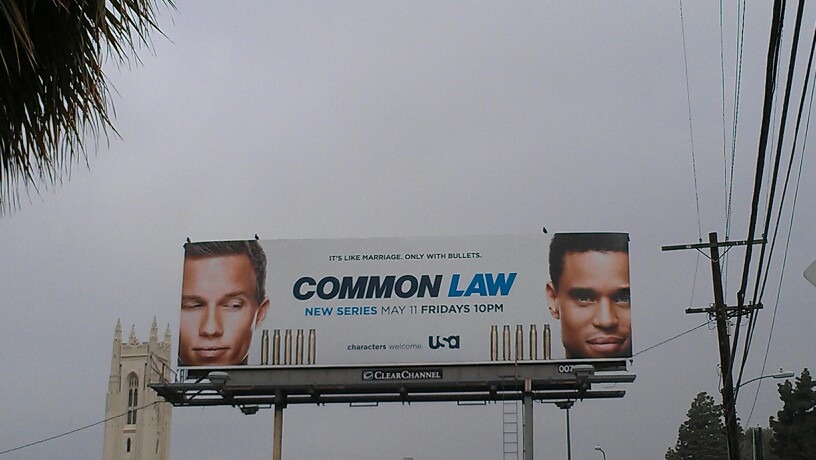 IT'S LIKE MARRIAGE. ONLY WITH BULLETS.
COMMON LAW
NEW SERIES MAY 11 FRIDAYS 10PM
characters welcome. usa
CLEARCHANNEL